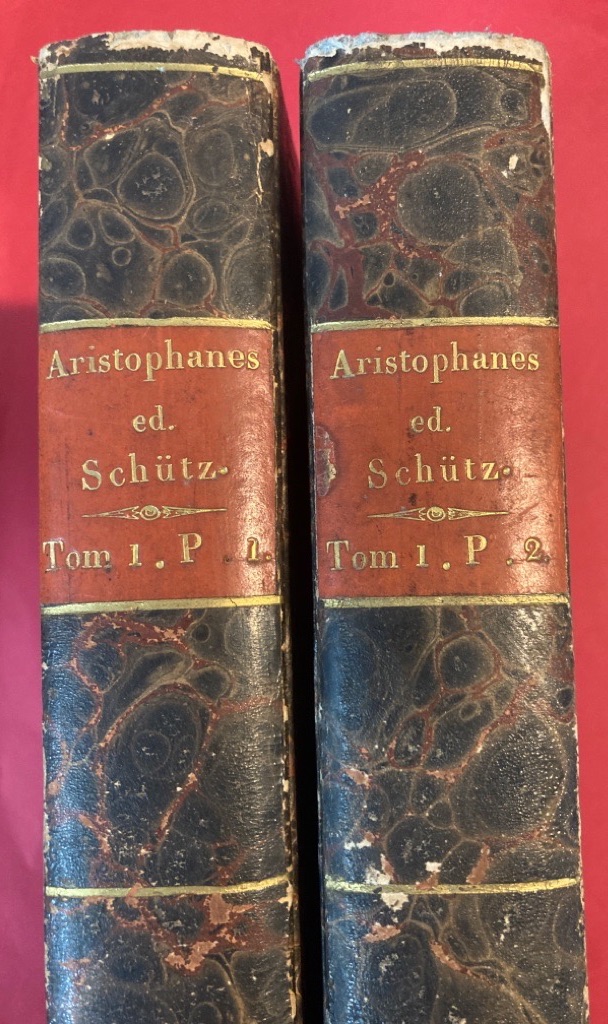 Aristophanes
ed.
Schütz.
Tom 1. P. 1.
Aristophanes
ed.
Schütz.
Tom 1. P. 2.